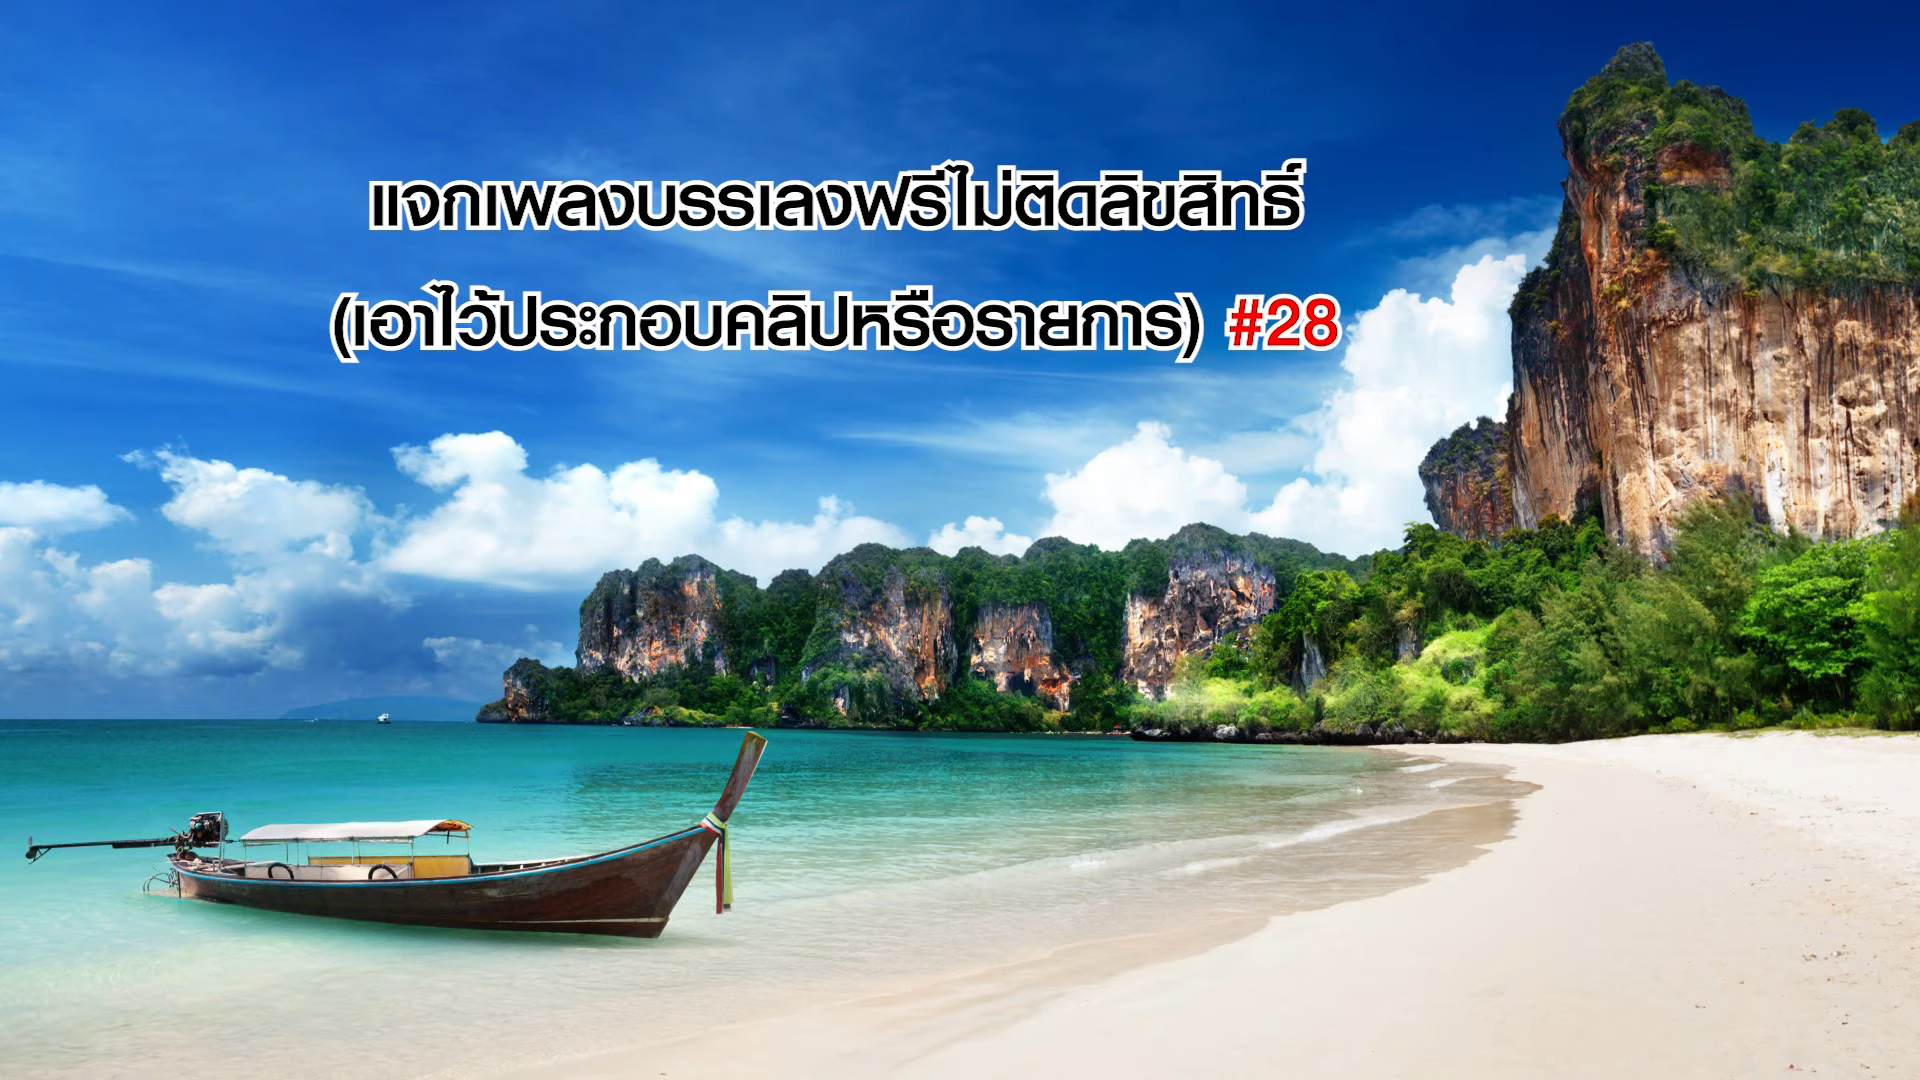 แจกเพลงบรรเลงฟรีไม่ติดลิขสิทธิ์
(เอาไว้ประกอบคลิปหรือรายการ) #28